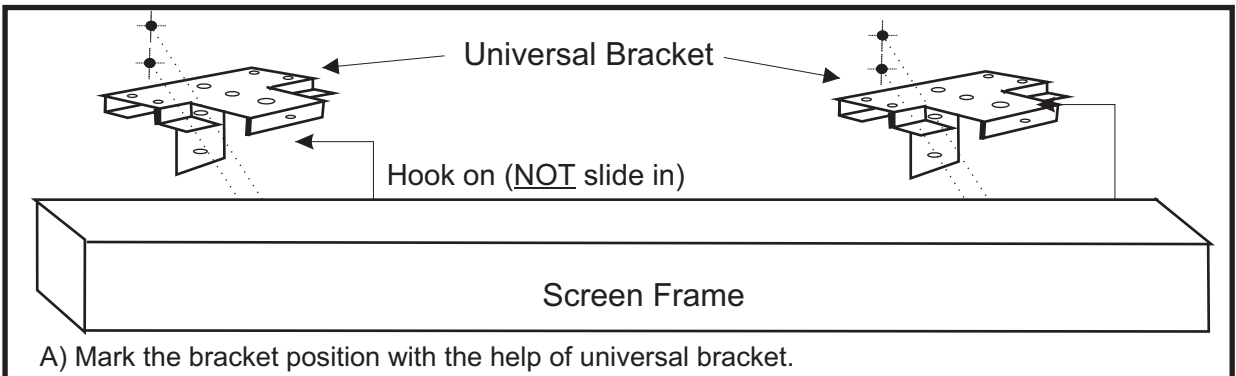 Universal Bracket
Hook on (NOT slide in)
Screen Frame
A) Mark the bracket position with the help of universal bracket.